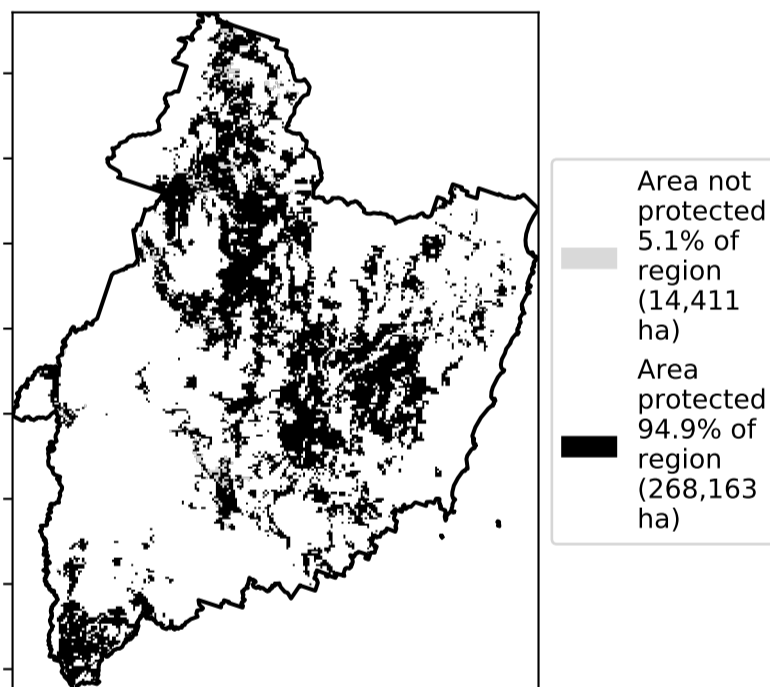 Area not
protected
5.1% of
region
(14,411
ha)
Area
protected
94.9% of
region
(268,163
ha)